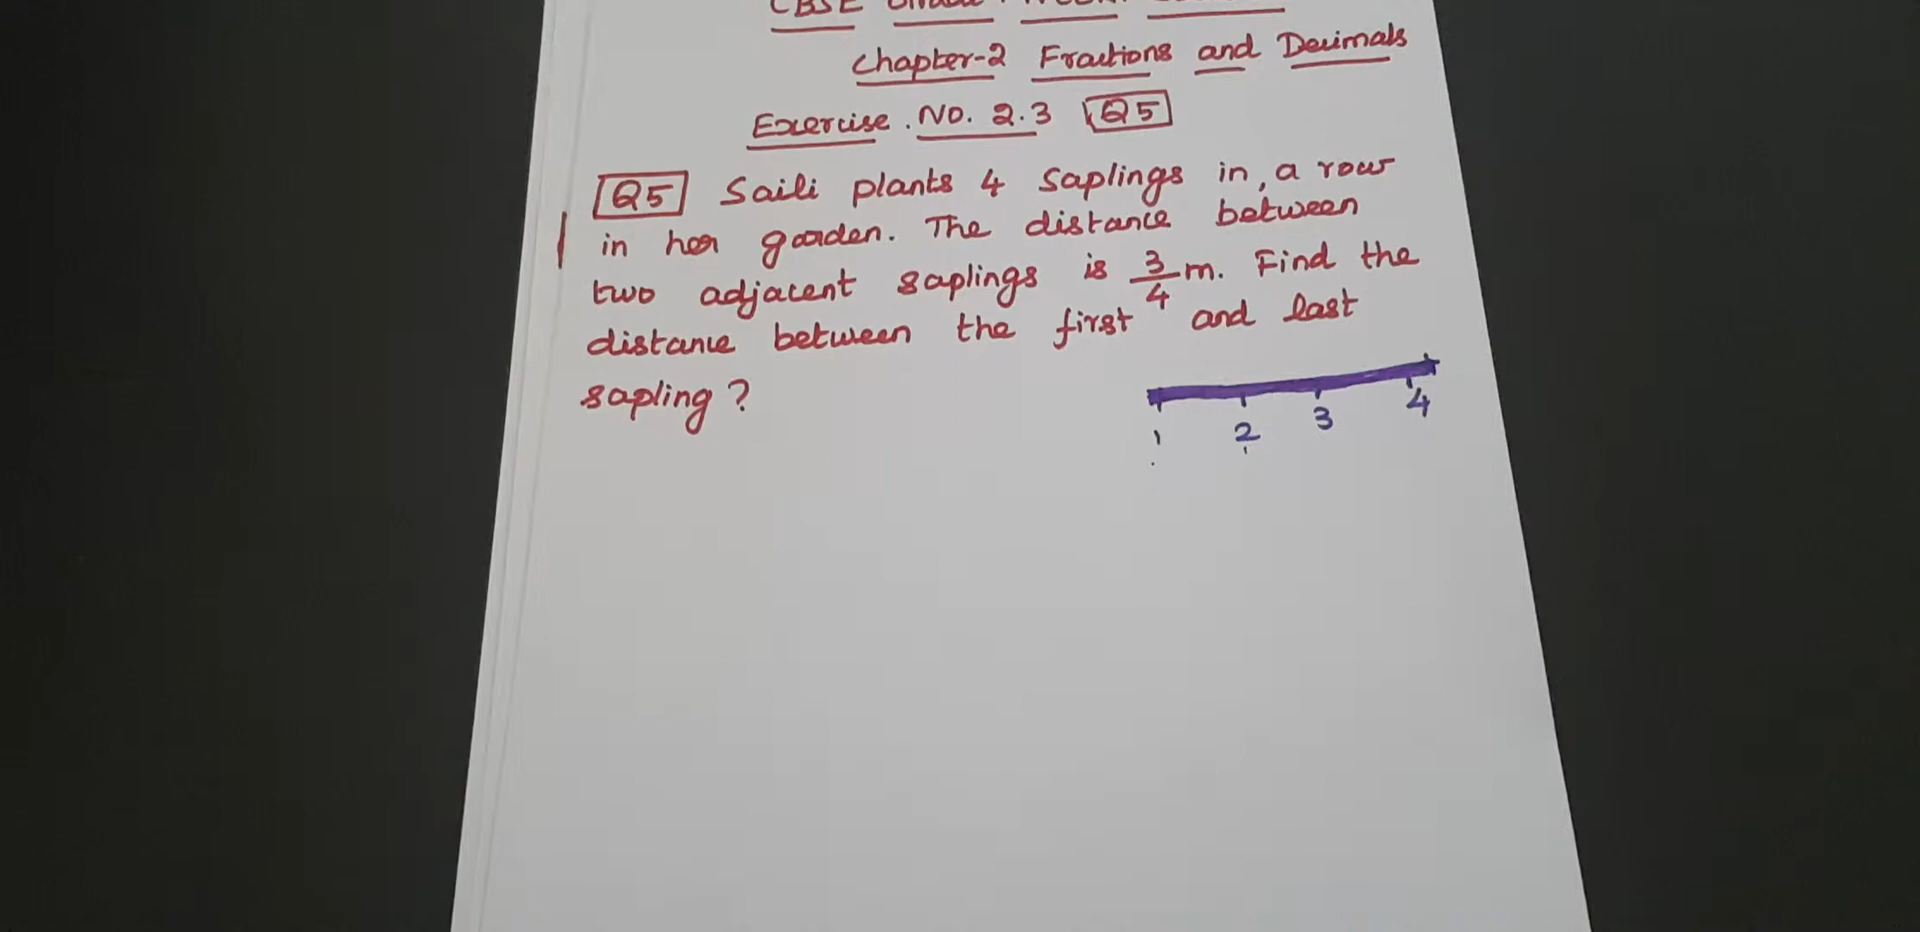 CBSE
Chapter-2 Fractions and Decimals
Exercise. No. 2.3 Q5
Q5 Saili plants 4 saplings in, a row
in her garden. The distance between
two adjacent saplings is 3/4 m. Find the
distance between the first and last
sapling?
1 2 3 4